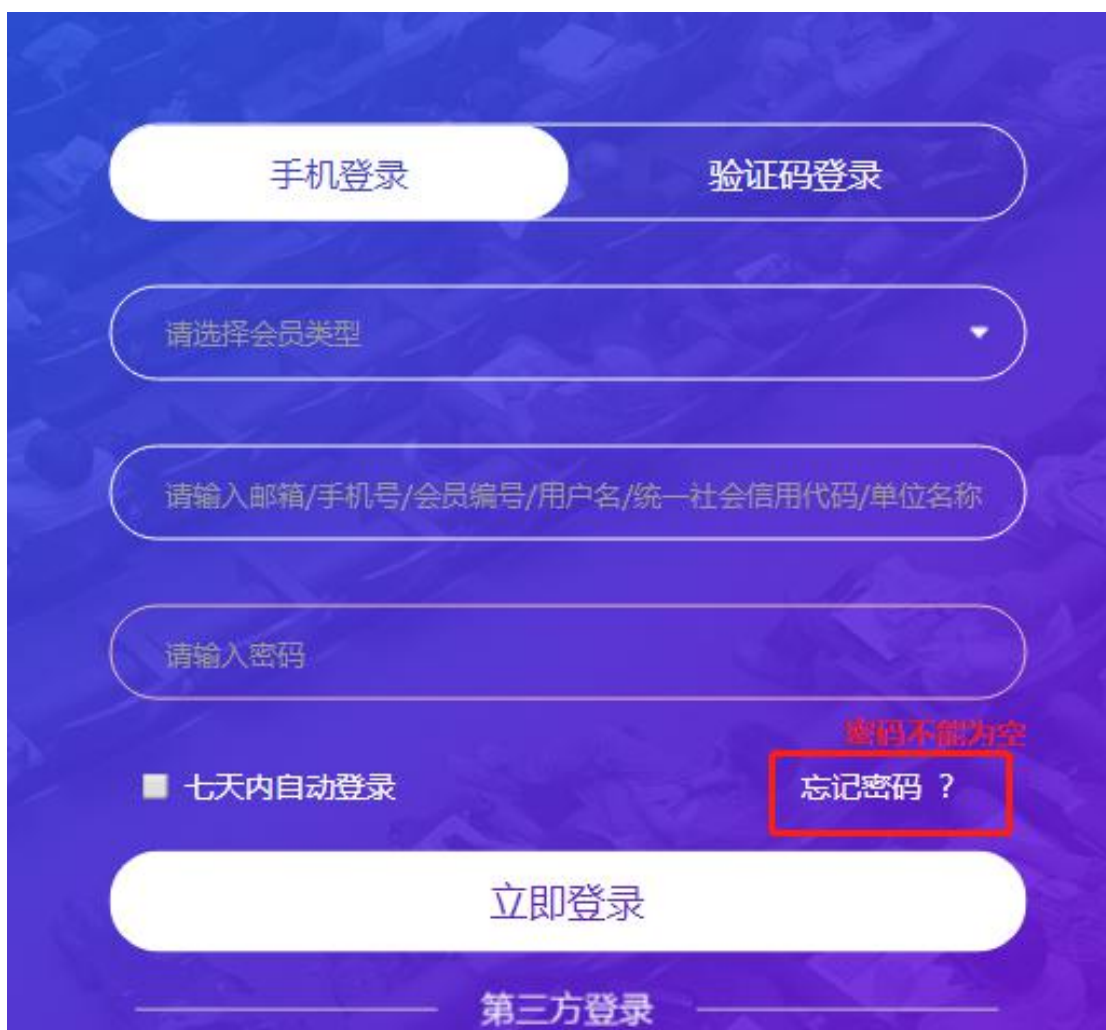 手机登录 验证码登录
请选择会员类型
请输入邮箱/手机号/会员编号/用户名/统一社会信用代码/单位名称
请输入密码
密码不能为空
七天内自动登录 忘记密码 ？
立即登录
第三方登录